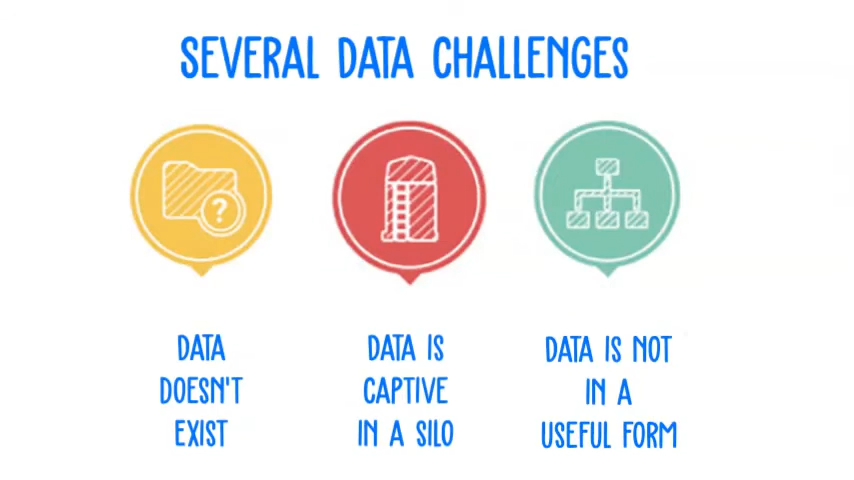 SEVERAL DATA CHALLENGES
?
DATA
DOESN'T
EXIST
DATA IS
CAPTIVE
IN A SILO
DATA IS NOT
IN A
USEFUL FORM